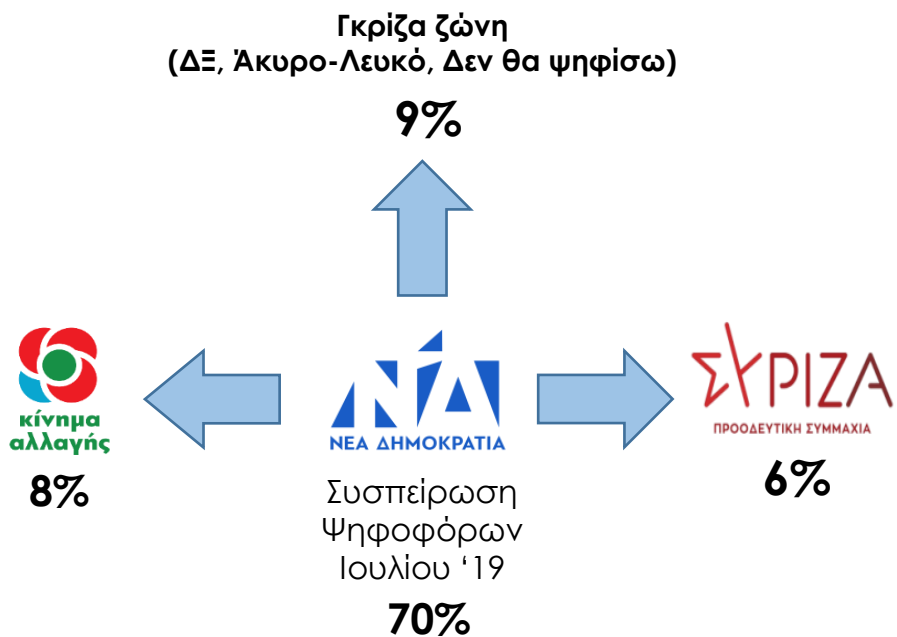 Γκρίζα ζώνη
(ΔΞ, Άκυρο-Λευκό, Δεν θα ψηφίσω)
9%
κίνημα
αλλαγής
8%
ΝΔ
ΝΕΑ ΔΗΜΟΚΡΑΤΙΑ
Συσπείρωση
Ψηφοφόρων
Ιουλίου ‘19
70%
ΣΥΡΙΖΑ
ΠΡΟΟΔΕΥΤΙΚΗ ΣΥΜΜΑΧΙΑ
6%